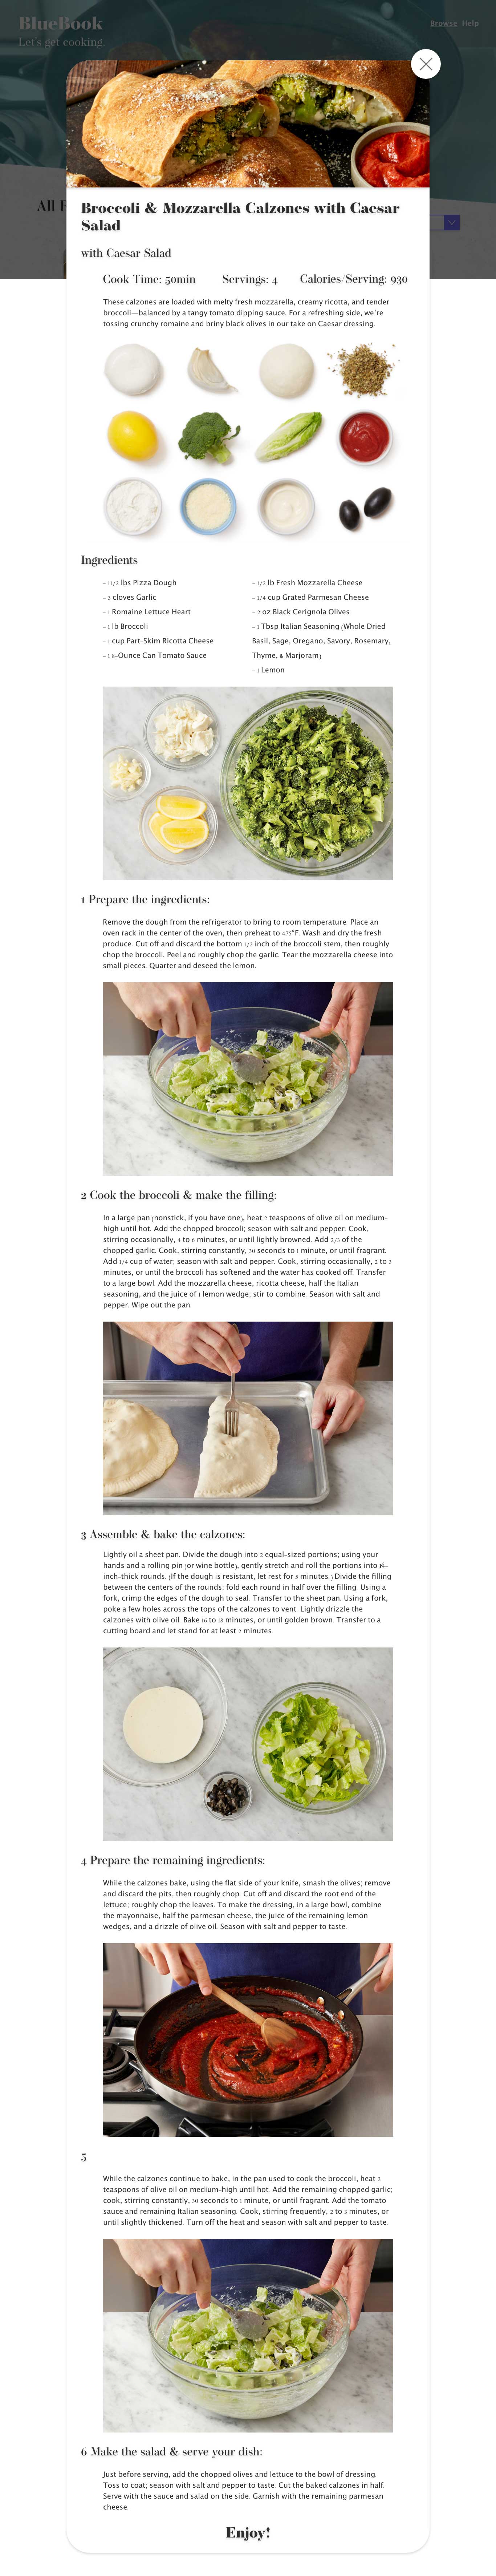 BlueBook
Browse Help
Let's get cooking
All
Broccoli & Mozzarella Calzones with Caesar
Salad
with Caesar Salad
Cook Time: 50min Servings: 4 Calories/Serving: 930
These calzones are loaded with melty fresh mozzarella, creamy ricotta, and tender
broccoli—balanced by a tangy tomato dipping sauce. For a refreshing side, we're
tossing crunchy romaine and briny black olives in our take on Caesar dressing.
Ingredients
- 11/2 lbs Pizza Dough
- 3 cloves Garlic
- 1 Romaine Lettuce Heart
- 1 lb Broccoli
- 1 cup Part-Skim Ricotta Cheese
- 1 8-Ounce Can Tomato Sauce
- 1/2 lb Fresh Mozzarella Cheese
- 1/4 cup Grated Parmesan Cheese
- 2 oz Black Cerignola Olives
- 1 Tbsp Italian Seasoning (Whole Dried
Basil, Sage, Oregano, Savory, Rosemary,
Thyme, & Marjoram)
- 1 Lemon
1 Prepare the ingredients:
Remove the dough from the refrigerator to bring to room temperature. Place an
oven rack in the center of the oven, then preheat to 475°F. Wash and dry the fresh
produce. Cut off and discard the bottom 1/2 inch of the broccoli stem, then roughly
chop the broccoli. Peel and roughly chop the garlic. Tear the mozzarella cheese into
small pieces. Quarter and deseed the lemon.
2 Cook the broccoli & make the filling:
In a large pan (nonstick, if you have one), heat 2 teaspoons of olive oil on medium-
high until hot. Add the chopped broccoli; season with salt and pepper. Cook,
stirring occasionally, 4 to 6 minutes, or until lightly browned. Add 2/3 of the
chopped garlic. Cook, stirring constantly, 30 seconds to 1 minute, or until fragrant.
Add 1/4 cup of water; season with salt and pepper. Cook, stirring occasionally, 2 to 3
minutes, or until the broccoli has softened and the water has cooked off. Transfer
to a large bowl. Add the mozzarella cheese, ricotta cheese, half the Italian
seasoning, and the juice of 1 lemon wedge; stir to combine. Season with salt and
pepper. Wipe out the pan.
3 Assemble & bake the calzones:
Lightly oil a sheet pan. Divide the dough into 2 equal-sized portions; using your
hands and a rolling pin (or wine bottle), gently stretch and roll the portions into ¼-
inch-thick rounds. (If the dough is resistant, let rest for 5 minutes.) Divide the filling
between the centers of the rounds; fold each round in half over the filling. Using a
fork, crimp the edges of the dough to seal. Transfer to the sheet pan. Using a fork,
poke a few holes across the tops of the calzones to vent. Lightly drizzle the
calzones with olive oil. Bake 16 to 18 minutes, or until golden brown. Transfer to a
cutting board and let stand for at least 2 minutes.
4 Prepare the remaining ingredients:
While the calzones bake, using the flat side of your knife, smash the olives; remove
and discard the pits, then roughly chop. Cut off and discard the root end of the
lettuce; roughly chop the leaves. To make the dressing, in a large bowl, combine
the mayonnaise, half the parmesan cheese, the juice of the remaining lemon
wedges, and a drizzle of olive oil. Season with salt and pepper to taste.
5
While the calzones continue to bake, in the pan used to cook the broccoli, heat 2
teaspoons of olive oil on medium-high until hot. Add the remaining chopped garlic;
cook, stirring constantly, 30 seconds to 1 minute, or until fragrant. Add the tomato
sauce and remaining Italian seasoning. Cook, stirring frequently, 2 to 3 minutes, or
until slightly thickened. Turn off the heat and season with salt and pepper to taste.
6 Make the salad & serve your dish:
Just before serving, add the chopped olives and lettuce to the bowl of dressing.
Toss to coat; season with salt and pepper to taste. Cut the baked calzones in half.
Serve with the sauce and salad on the side. Garnish with the remaining parmesan
cheese.
Enjoy!